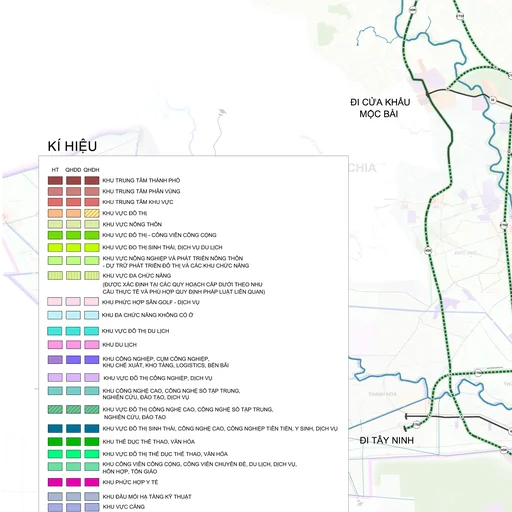 ĐI CỬA KHẨU
MỘC BÀI
KÍ HIỆU
CHIA
HT QHDD QHĐH
KHU TRUNG TÂM THÀNH PHỐ
KHU TRUNG TÂM PHÂN VÙNG
KHU TRUNG TÂM KHU VỰC
KHU VỰC ĐÔ THỊ
KHU VỰC NÔNG THÔN
KHU VỰC ĐÔ THỊ - CÔNG VIÊN CÔNG CỘNG
KHU VỰC ĐÔ THỊ SINH THÁI, DỊCH VỤ DU LỊCH
KHU VỰC NÔNG NGHIỆP VÀ PHÁT TRIỂN NÔNG THÔN
- DỰ TRỮ PHÁT TRIỂN ĐÔ THỊ VÀ CÁC KHU CHỨC NĂNG
KHU VỰC ĐA CHỨC NĂNG
(ĐƯỢC XÁC ĐỊNH TẠI CÁC QUY HOẠCH CẤP DƯỚI THEO NHU
CẦU THỰC TẾ VÀ PHÙ HỢP QUY ĐỊNH PHÁP LUẬT LIÊN QUAN)
KHU PHỨC HỢP SÂN GOLF - DỊCH VỤ
KHU ĐA CHỨC NĂNG KHÔNG CÓ Ở
KHU VỰC ĐÔ THỊ DU LỊCH
KHU DU LỊCH
KHU CÔNG NGHIỆP, CỤM CÔNG NGHIỆP,
KHU CHẾ XUẤT, KHO TÀNG, LOGISTICS, BẾN BÃI
KHU VỰC ĐÔ THỊ CÔNG NGHIỆP, DỊCH VỤ
KHU CÔNG NGHỆ CAO, CÔNG NGHỆ SỐ TẬP TRUNG,
NGHIÊN CỨU, ĐÀO TẠO, DỊCH VỤ
KHU VỰC ĐÔ THỊ CÔNG NGHỆ CAO, CÔNG NGHỆ SỐ TẬP TRUNG,
NGHIÊN CỨU, ĐÀO TẠO
KHU VỰC ĐÔ THỊ SINH THÁI, CÔNG NGHỆ CAO, CÔNG NGHIỆP TIÊN TIẾN, Y SINH, DỊCH VỤ
KHU THỂ DỤC THỂ THAO, VĂN HÓA
KHU VỰC ĐÔ THỊ THỂ DỤC THỂ THAO, VĂN HÓA
KHU CÔNG VIÊN CÔNG CỘNG, CÔNG VIÊN CHUYÊN ĐỀ, DU LỊCH, DỊCH VỤ,
HỖN HỢP, TÔN GIÁO
KHU PHỨC HỢP Y TẾ
KHU ĐẦU MỐI HẠ TẦNG KỸ THUẬT
KHU VỰC CẢNG
ĐI TÂY NINH